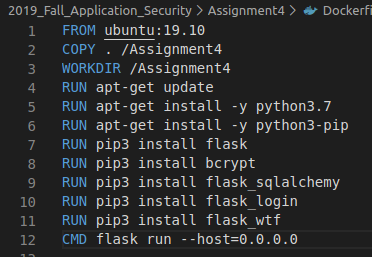 2019_Fall_Application_Security > Assignment4 > Dockerfi
1 FROM ubuntu:19.10
2 COPY . /Assignment4
3 WORKDIR /Assignment4
4 RUN apt-get update
5 RUN apt-get install -y python3.7
6 RUN apt-get install -y python3-pip
7 RUN pip3 install flask
8 RUN pip3 install bcrypt
9 RUN pip3 install flask_sqlalchemy
10 RUN pip3 install flask_login
11 RUN pip3 install flask_wtf
12 CMD flask run --host=0.0.0.0